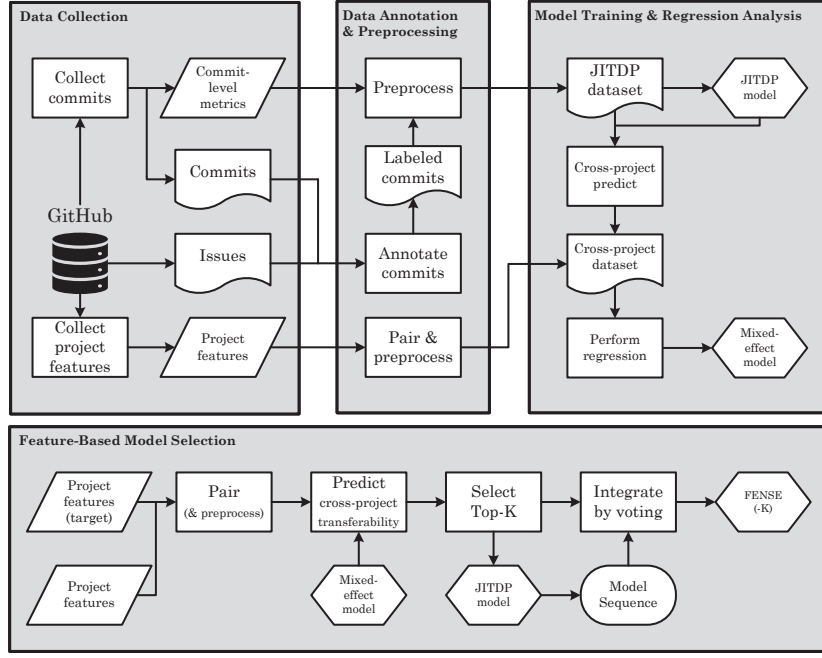 Data Collection
Collect
commits
Commit-
level
metrics
Commits
GitHub
Issues
Collect
project
features
Project
features
Data Annotation
& Preprocessing
Preprocess
Labeled
commits
Annotate
commits
Pair &
preprocess
Model Training & Regression Analysis
JITDP
dataset
JITDP
model
Cross-project
predict
Cross-project
dataset
Perform
regression
Mixed-
effect
model
Feature-Based Model Selection
Project
features
(target)
Project
features
Pair
(& preprocess)
Predict
cross-project
transferability
Mixed-effect
model
Select
Top-K
JITDP
model
Integrate
by voting
Model
Sequence
FENSE
(-K)